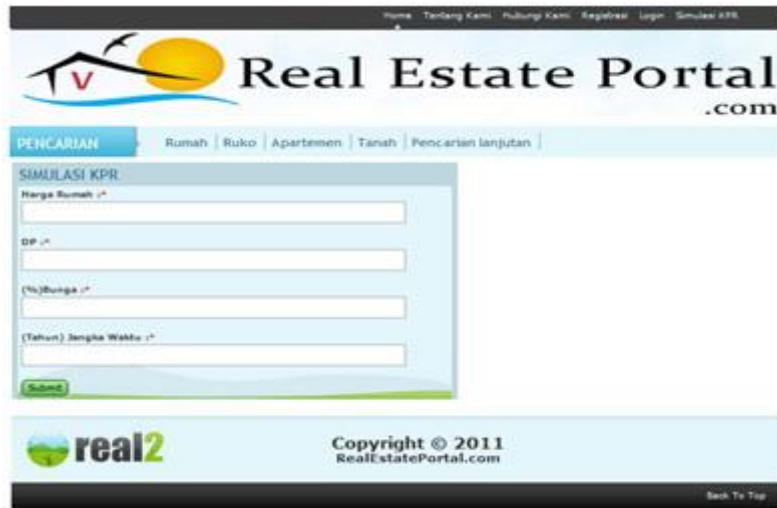 Home Tentang Kami Hubungi Kami Registrasi Login Simulasi KPR
V
Real Estate Portal
.com
PENCARIAN Rumah Ruko Apartemen Tanah Pencarian lanjutan
SIMULASI KPR
Harga Rumah :*
DP :*
(%)Bunga :*
(Tahun) Jangka Waktu :*
Submit
real2
Copyright © 2011
RealEstatePortal.com
Back To Top